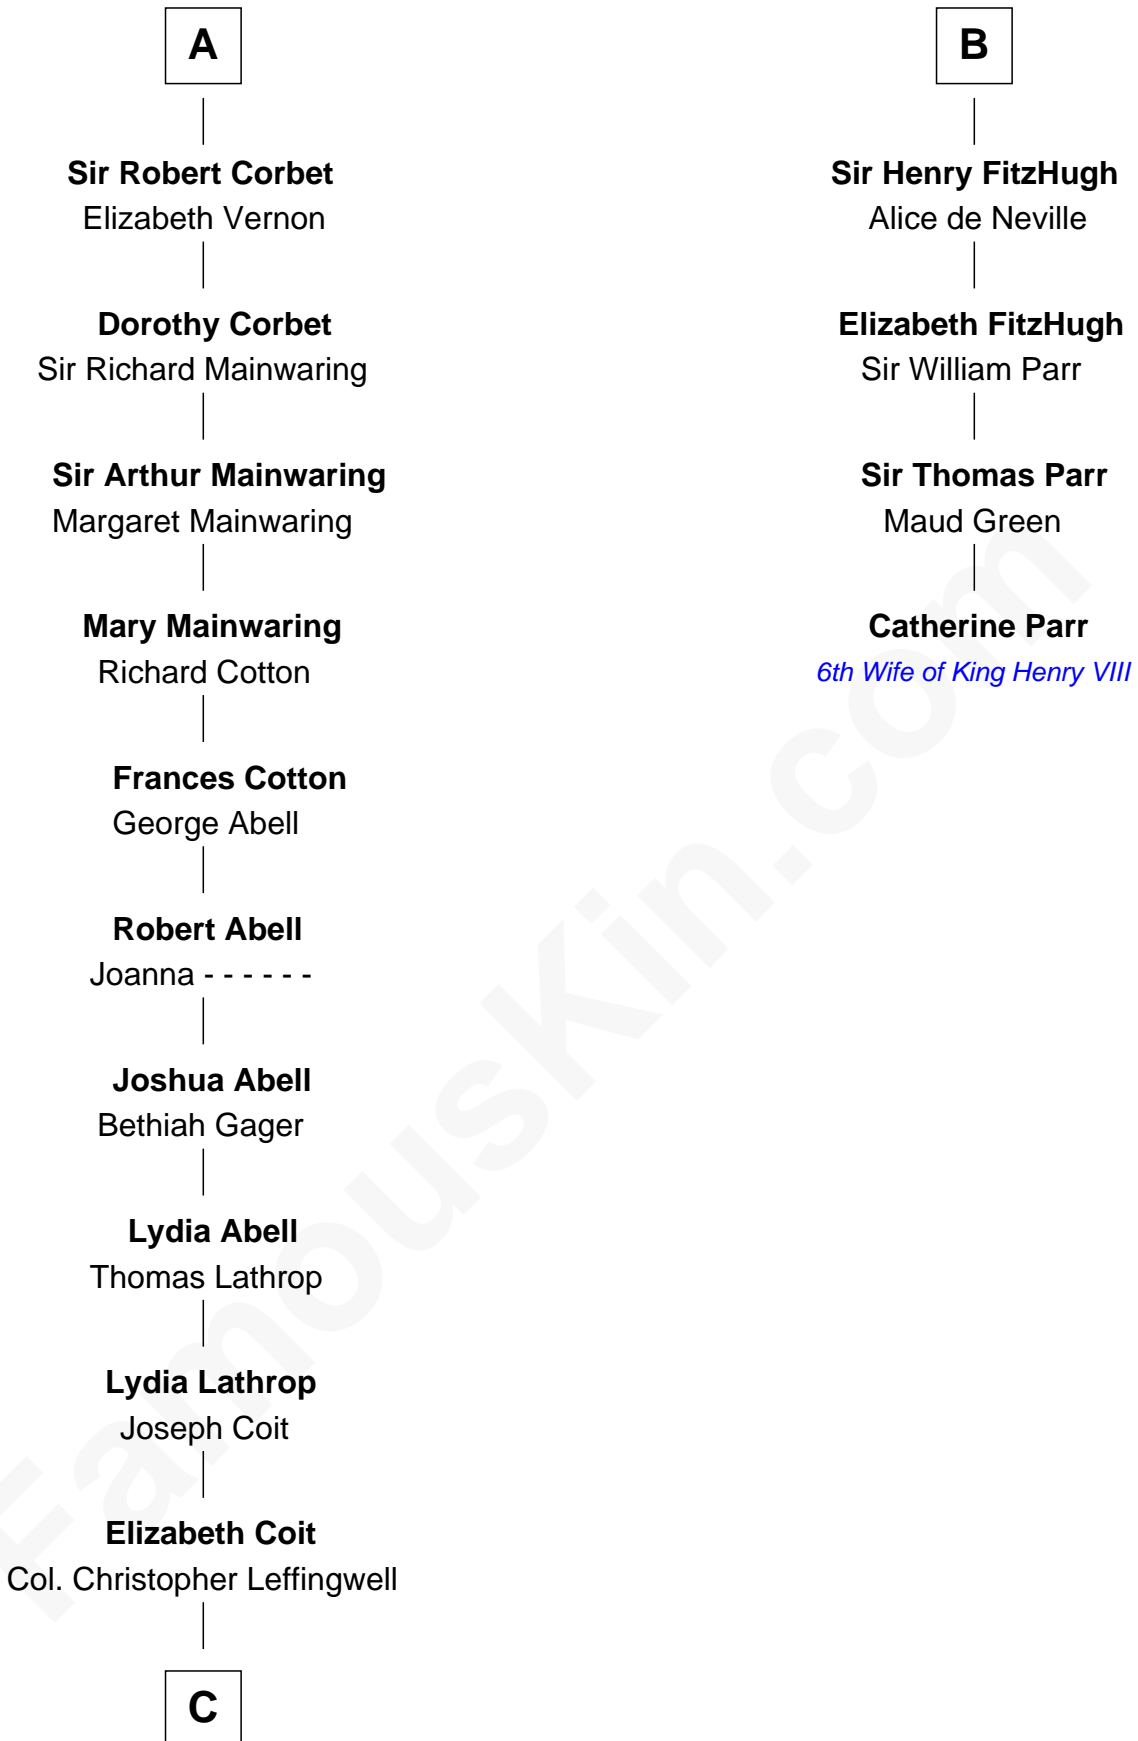 A
Sir Robert Corbet
Elizabeth Vernon
Dorothy Corbet
Sir Richard Mainwaring
Sir Arthur Mainwaring
Margaret Mainwaring
Mary Mainwaring
Richard Cotton
Frances Cotton
George Abell
Robert Abell
Joanna - - - - - -
Joshua Abell
Bethiah Gager
Lydia Abell
Thomas Lathrop
Lydia Lathrop
Joseph Coit
Elizabeth Coit
Col. Christopher Leffingwell
C
B
Sir Henry FitzHugh
Alice de Neville
Elizabeth FitzHugh
Sir William Parr
Sir Thomas Parr
Maud Green
Catherine Parr
6th Wife of King Henry VIII
FamousKin.com